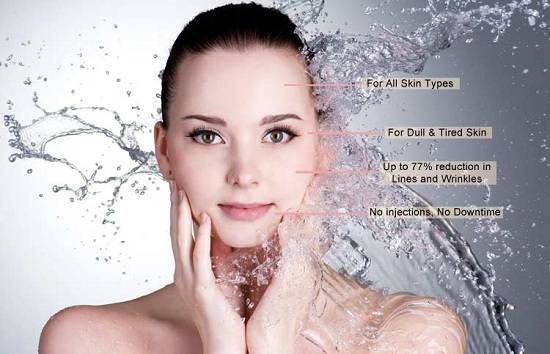 For All Skin Types
For Dull & Tired Skin
Up to 77% reduction in
Lines and Wrinkles
No injections, No Downtime